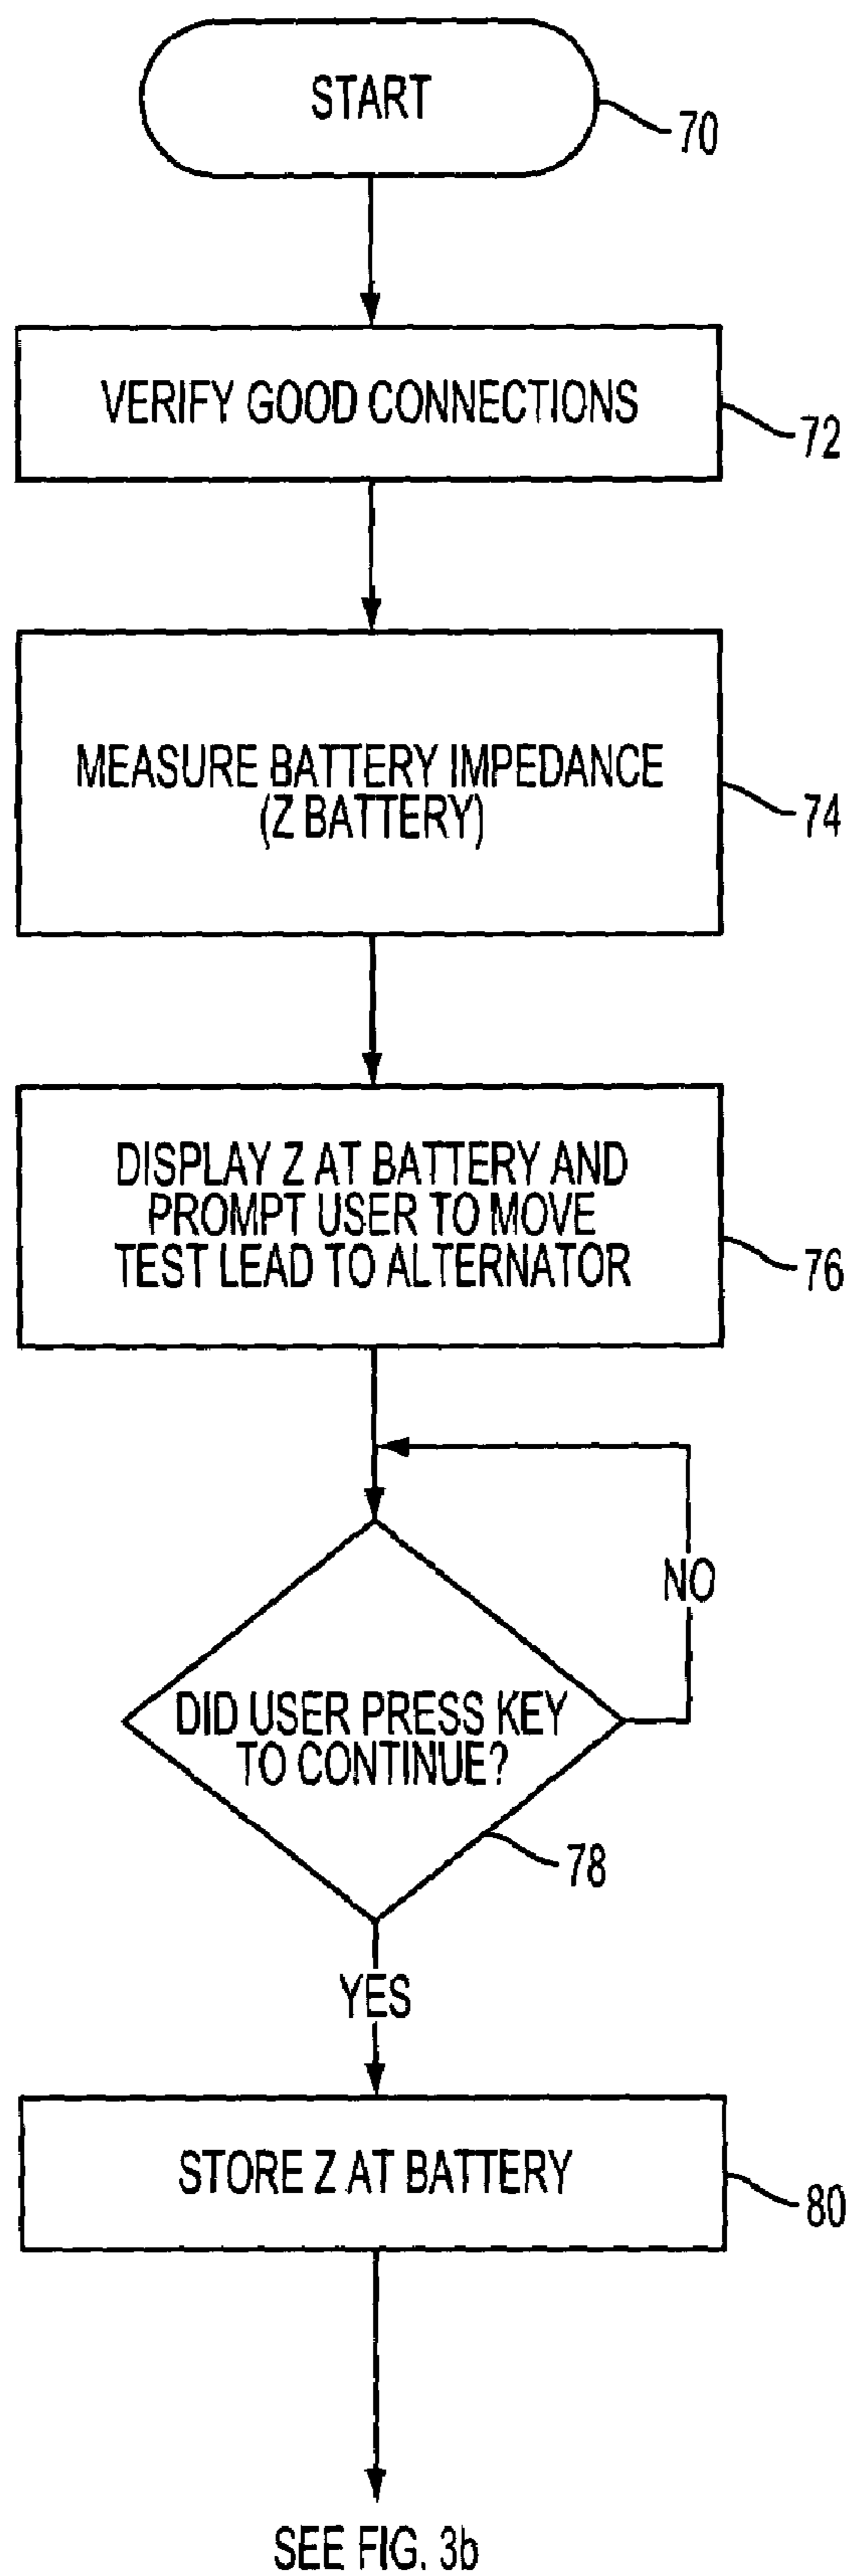 START
70
VERIFY GOOD CONNECTIONS
72
MEASURE BATTERY IMPEDANCE
(Z BATTERY)
74
DISPLAY Z AT BATTERY AND
PROMPT USER TO MOVE
TEST LEAD TO ALTERNATOR
76
NO
DID USER PRESS KEY
TO CONTINUE?
78
YES
STORE Z AT BATTERY
80
SEE FIG. 3b